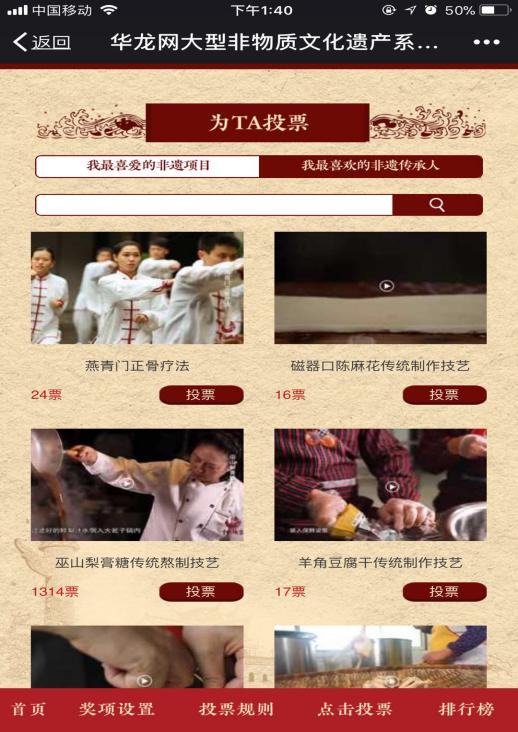 中国移动
下午1:40
50%
返回
华龙网大型非物质文化遗产系...
为TA投票
我最喜爱的非遗项目
我最喜欢的非遗传承人
燕青门正骨疗法
24票
投票
磁器口陈麻花传统制作技艺
16票
投票
巫山梨膏糖传统熬制技艺
1314票
投票
装入保鲜袋里
羊角豆腐干传统制作技艺
17票
投票
首页
奖项设置
投票规则
点击投票
排行榜